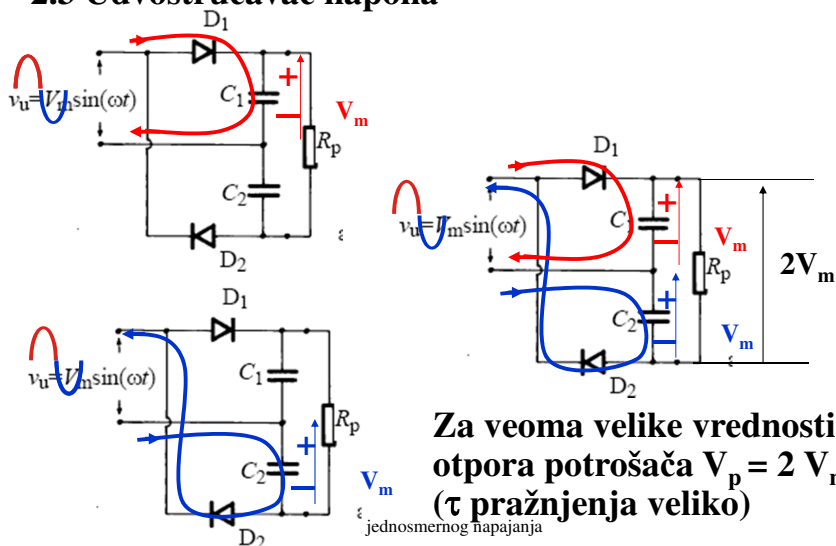 2.3 Udvostručavač napona
D₁
vᵤ=Vₘsin(ωt)
C₁
+
Vₘ
Rₚ
C₂
D₂
D₁
vᵤ=Vₘsin(ωt)
C₁
+
Vₘ
Rₚ
2Vₘ
+
C₂
Vₘ
D₂
D₁
vᵤ=Vₘsin(ωt)
C₁
Rₚ
+
C₂
Vₘ
D₂
Za veoma velike vrednosti
otpora potrošača Vₚ = 2 Vₘ
(τ pražnjenja veliko)
jednosmernog napajanja